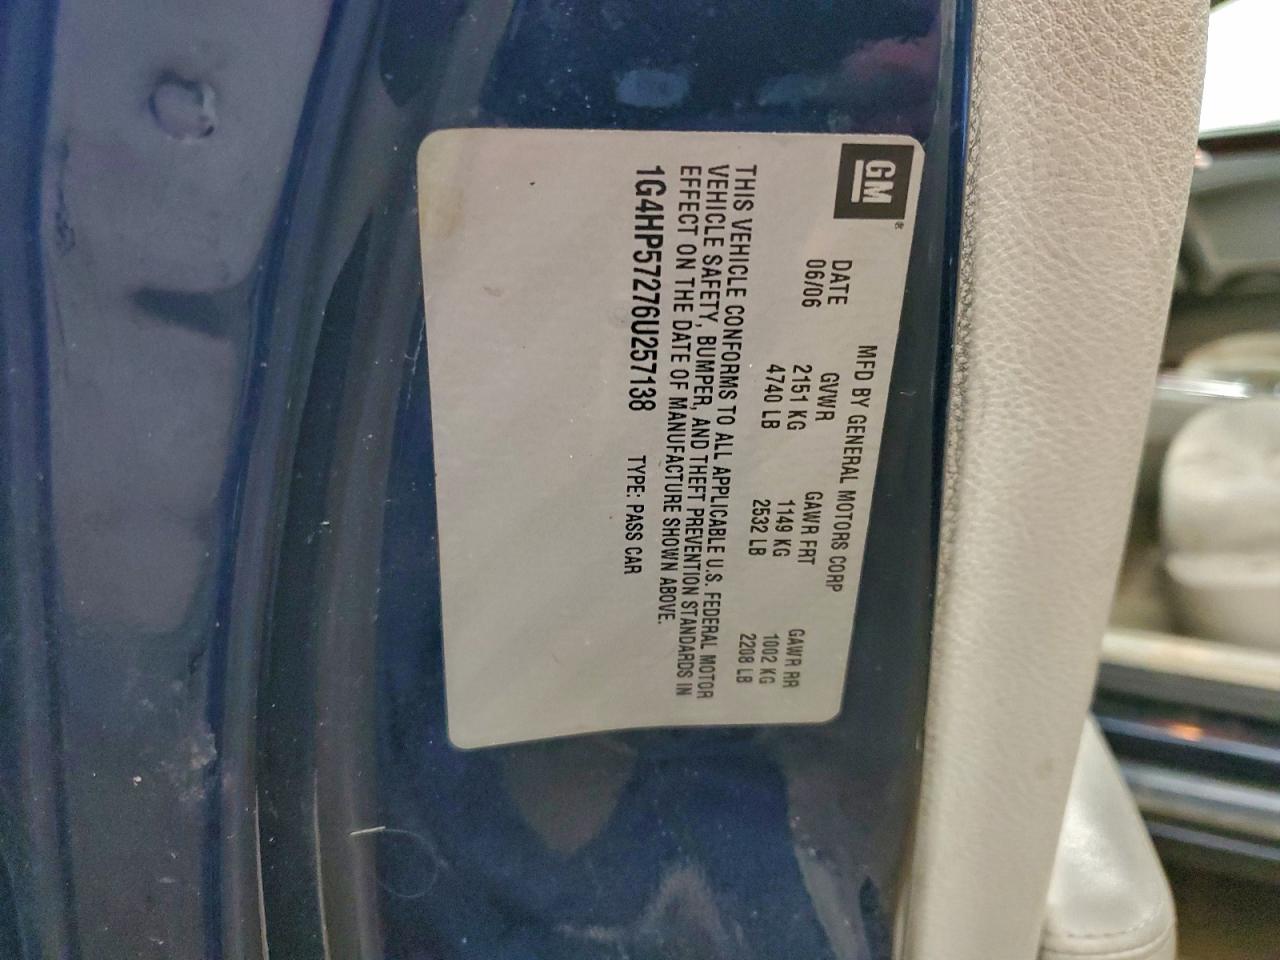 GM®
MFD BY GENERAL MOTORS CORP
DATE GVWR GAWR FRT GAWR RR
06/06 2151 KG 1149 KG 1002 KG
4740 LB 2532 LB 2208 LB
THIS VEHICLE CONFORMS TO ALL APPLICABLE U.S. FEDERAL MOTOR
VEHICLE SAFETY, BUMPER, AND THEFT PREVENTION STANDARDS IN
EFFECT ON THE DATE OF MANUFACTURE SHOWN ABOVE.
1G4HP57276U257138 TYPE: PASS CAR